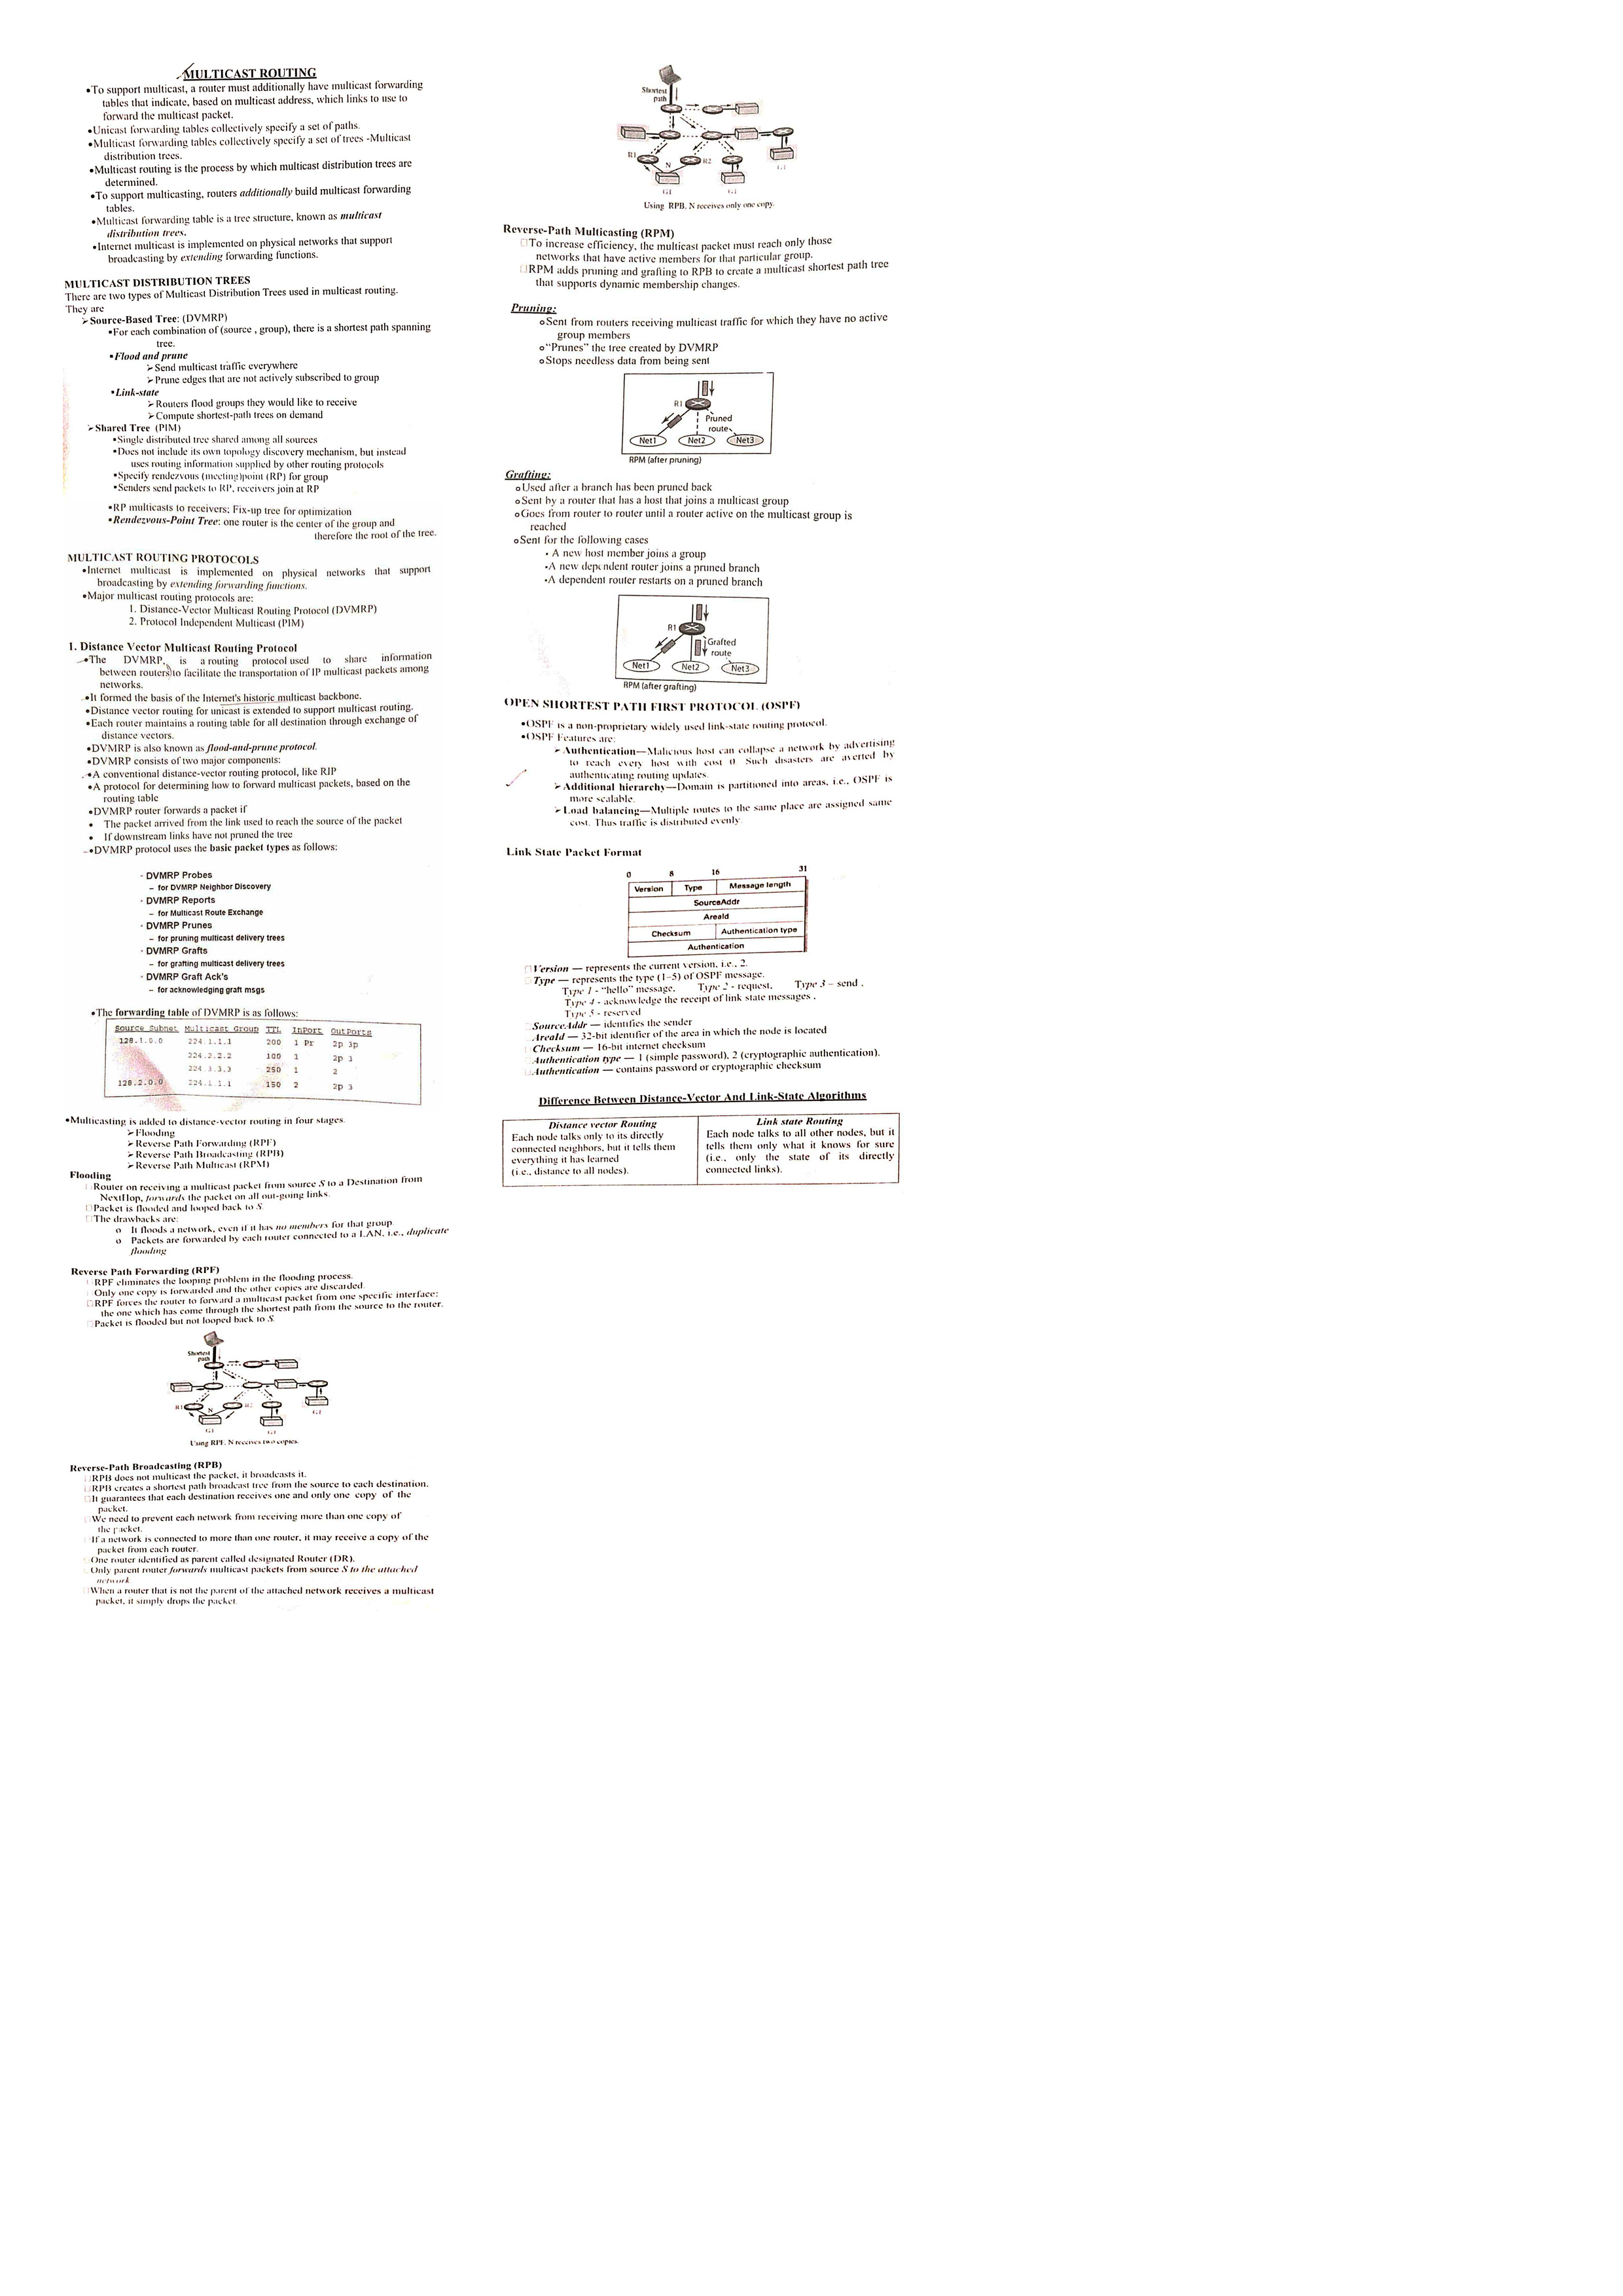 MULTICAST ROUTING
•To support multicast, a router must additionally have multicast forwarding
tables that indicate, based on multicast address, which links to use to
forward the multicast packet.
•Unicast forwarding tables collectively specify a set of paths.
•Multicast forwarding tables collectively specify a set of trees -Multicast
distribution trees.
•Multicast routing is the process by which multicast distribution trees are
determined.
•To support multicasting, routers additionally build multicast forwarding
tables.
•Multicast forwarding table is a tree structure, known as multicast
distribution trees.
•Internet multicast is implemented on physical networks that support
broadcasting by extending forwarding functions.
MULTICAST DISTRIBUTION TREES
There are two types of Multicast Distribution Trees used in multicast routing.
They are
➢Source-Based Tree: (DVMRP)
▪For each combination of (source , group), there is a shortest path spanning
tree.
▪Flood and prune
➢Send multicast traffic everywhere
➢Prune edges that are not actively subscribed to group
▪Link-state
➢Routers flood groups they would like to receive
➢Compute shortest-path trees on demand
➢Shared Tree (PIM)
▪Single distributed tree shared among all sources
▪Does not include its own topology discovery mechanism, but instead
uses routing information supplied by other routing protocols
▪Specify rendezvous (meeting)point (RP) for group
▪Senders send packets to RP, receivers join at RP
▪RP multicasts to receivers; Fix-up tree for optimization
▪Rendezvous-Point Tree: one router is the center of the group and
therefore the root of the tree.
MULTICAST ROUTING PROTOCOLS
•Internet multicast is implemented on physical networks that support
broadcasting by extending forwarding functions.
•Major multicast routing protocols are:
1. Distance-Vector Multicast Routing Protocol (DVMRP)
2. Protocol Independent Multicast (PIM)
1. Distance Vector Multicast Routing Protocol
•The DVMRP, is a routing protocol used to share information
between routers to facilitate the transportation of IP multicast packets among
networks.
•It formed the basis of the Internet's historic multicast backbone.
•Distance vector routing for unicast is extended to support multicast routing.
•Each router maintains a routing table for all destination through exchange of
distance vectors.
•DVMRP is also known as flood-and-prune protocol.
•DVMRP consists of two major components:
•A conventional distance-vector routing protocol, like RIP
•A protocol for determining how to forward multicast packets, based on the
routing table
•DVMRP router forwards a packet if
• The packet arrived from the link used to reach the source of the packet
• If downstream links have not pruned the tree
•DVMRP protocol uses the basic packet types as follows:
- DVMRP Probes
– for DVMRP Neighbor Discovery
- DVMRP Reports
– for Multicast Route Exchange
- DVMRP Prunes
– for pruning multicast delivery trees
- DVMRP Grafts
– for grafting multicast delivery trees
- DVMRP Graft Ack's
– for acknowledging graft msgs
•The forwarding table of DVMRP is as follows:
Source Subnet Multicast Group TTL InPort OutPorts
128.1.0.0 224.1.1.1 200 1 Pr 2p 3p
224.2.2.2 100 1 2p 3
224.3.3.3 250 1 2
128.2.0.0 224.1.1.1 150 2 2p 3
•Multicasting is added to distance-vector routing in four stages.
➢Flooding
➢Reverse Path Forwarding (RPF)
➢Reverse Path Broadcasting (RPB)
➢Reverse Path Multicast (RPM)
Flooding
Router on receiving a multicast packet from source S to a Destination from
NextHop, forwards the packet on all out-going links.
Packet is flooded and looped back to S.
The drawbacks are:
o It floods a network, even if it has no members for that group.
o Packets are forwarded by each router connected to a LAN, i.e., duplicate
flooding
Reverse Path Forwarding (RPF)
RPF eliminates the looping problem in the flooding process.
Only one copy is forwarded and the other copies are discarded.
RPF forces the router to forward a multicast packet from one specific interface:
the one which has come through the shortest path from the source to the router.
Packet is flooded but not looped back to S.
Shortest
path
R1 N R2
G1
G1 G1
Using RPF, N receives two copies.
Reverse-Path Broadcasting (RPB)
RPB does not multicast the packet, it broadcasts it.
RPB creates a shortest path broadcast tree from the source to each destination.
It guarantees that each destination receives one and only one copy of the
packet.
We need to prevent each network from receiving more than one copy of
the packet.
If a network is connected to more than one router, it may receive a copy of the
packet from each router.
One router identified as parent called designated Router (DR).
Only parent router forwards multicast packets from source S to the attached
network
When a router that is not the parent of the attached network receives a multicast
packet, it simply drops the packet.
Shortest
path
R1 N R2
G1
G1 G1
Using RPB, N receives only one copy.
Reverse-Path Multicasting (RPM)
To increase efficiency, the multicast packet must reach only those
networks that have active members for that particular group.
RPM adds pruning and grafting to RPB to create a multicast shortest path tree
that supports dynamic membership changes.
Pruning:
oSent from routers receiving multicast traffic for which they have no active
group members
o"Prunes" the tree created by DVMRP
oStops needless data from being sent
R1
Pruned
route
Net1 Net2 Net3
RPM (after pruning)
Grafting:
oUsed after a branch has been pruned back
oSent by a router that has a host that joins a multicast group
oGoes from router to router until a router active on the multicast group is
reached
oSent for the following cases
▪ A new host member joins a group
▪A new dependent router joins a pruned branch
▪A dependent router restarts on a pruned branch
R1
Grafted
route
Net1 Net2 Net3
RPM (after grafting)
OPEN SHORTEST PATH FIRST PROTOCOL (OSPF)
•OSPF is a non-proprietary widely used link-state routing protocol.
•OSPF Features are:
➢Authentication—Malicious host can collapse a network by advertising
to reach every host with cost 0. Such disasters are averted by
authenticating routing updates.
➢Additional hierarchy—Domain is partitioned into areas, i.e., OSPF is
more scalable.
➢Load balancing—Multiple routes to the same place are assigned same
cost. Thus traffic is distributed evenly.
Link State Packet Format
0 8 16 31
Version Type Message length
SourceAddr
AreaId
Checksum Authentication type
Authentication
Version — represents the current version, i.e., 2.
Type — represents the type (1–5) of OSPF message.
Type 1 - "hello" message, Type 2 - request, Type 3 – send ,
Type 4 - acknowledge the receipt of link state messages ,
Type 5 - reserved
SourceAddr — identifies the sender
AreaId — 32-bit identifier of the area in which the node is located
Checksum — 16-bit internet checksum
Authentication type — 1 (simple password), 2 (cryptographic authentication).
Authentication — contains password or cryptographic checksum
Difference Between Distance-Vector And Link-State Algorithms
Distance vector Routing
Each node talks only to its directly
connected neighbors, but it tells them
everything it has learned
(i.e., distance to all nodes).
Link state Routing
Each node talks to all other nodes, but it
tells them only what it knows for sure
(i.e., only the state of its directly
connected links).